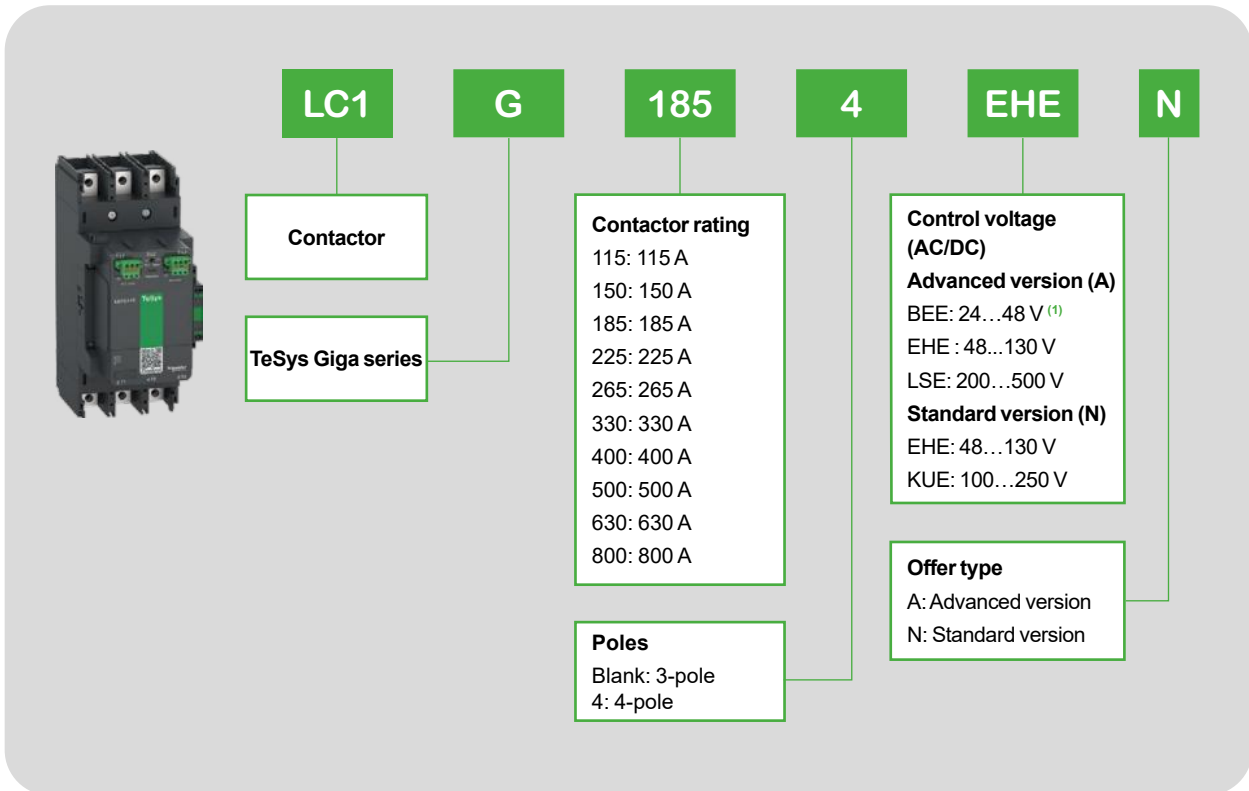 LC1
G
185
4
EHE
N
Contactor
TeSys Giga series
Contactor rating
115: 115 A
150: 150 A
185: 185 A
225: 225 A
265: 265 A
330: 330 A
400: 400 A
500: 500 A
630: 630 A
800: 800 A
Poles
Blank: 3-pole
4: 4-pole
Control voltage
(AC/DC)
Advanced version (A)
BEE: 24…48 V (1)
EHE : 48...130 V
LSE: 200…500 V
Standard version (N)
EHE: 48…130 V
KUE: 100…250 V
Offer type
A: Advanced version
N: Standard version
TeSys